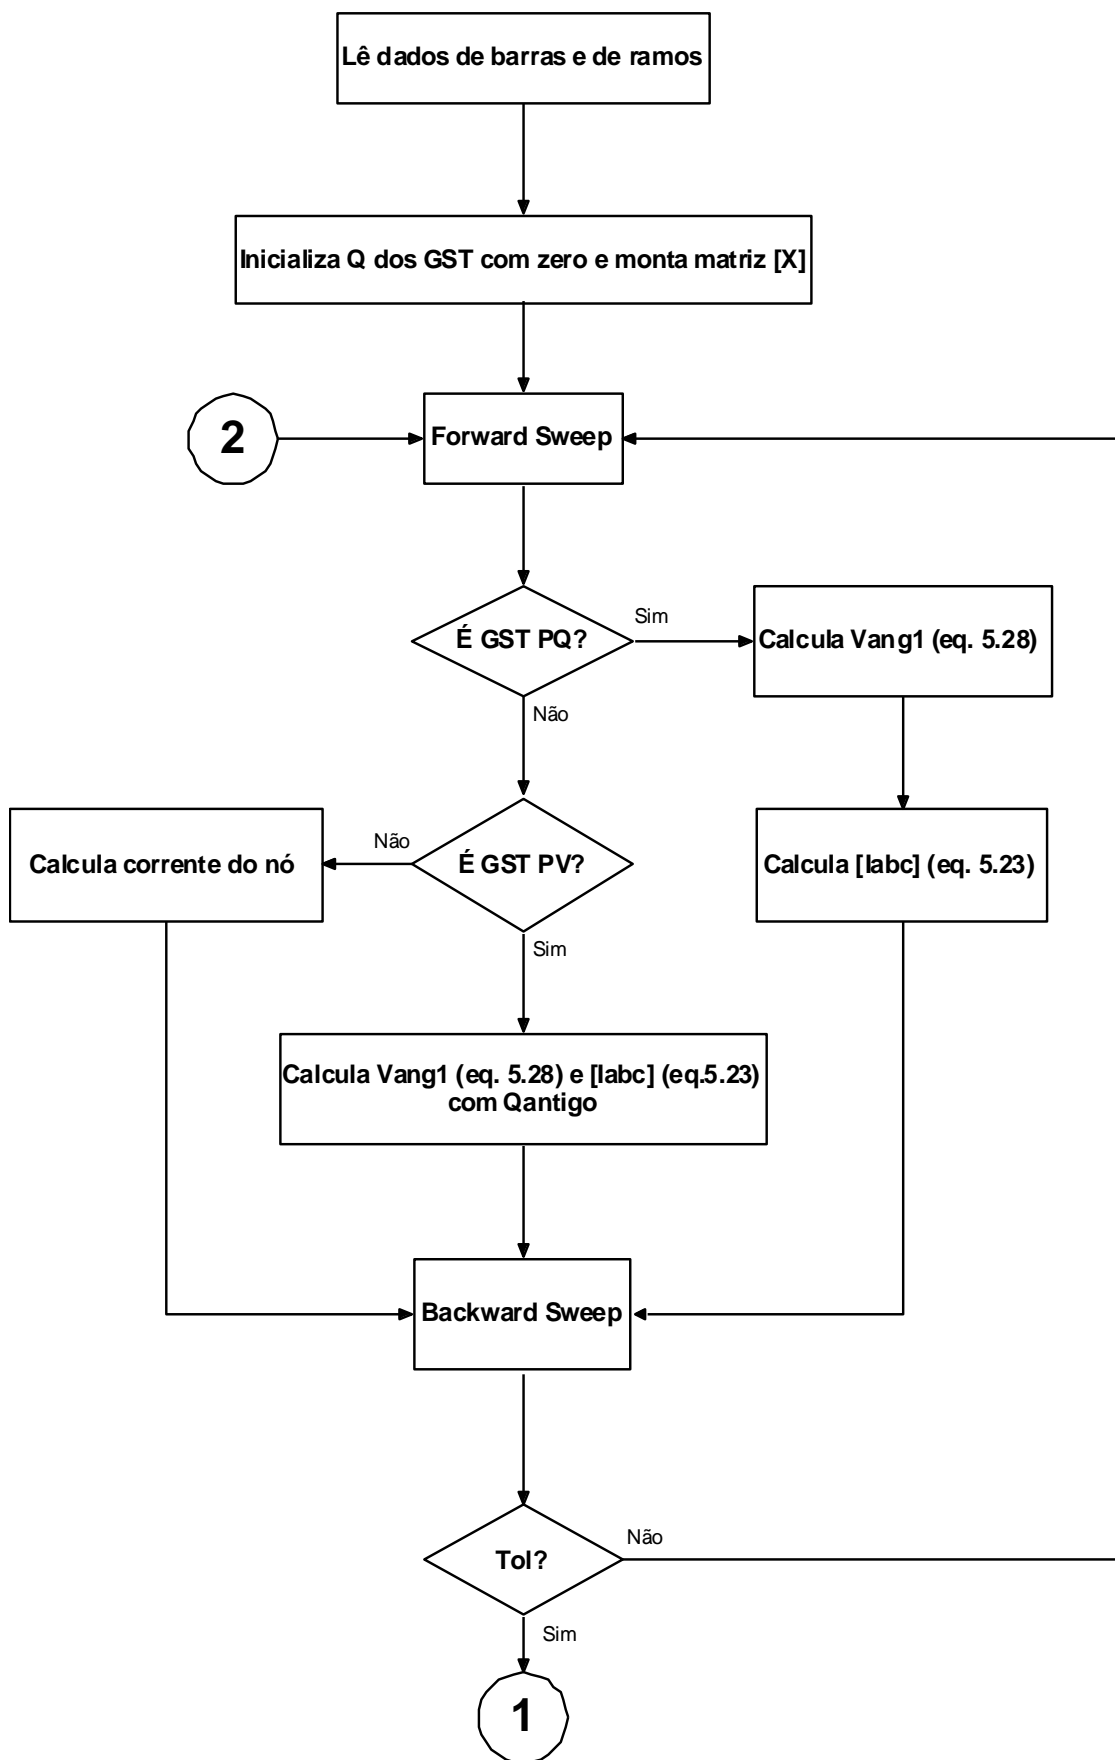 Lê dados de barras e de ramos
Inicializa Q dos GST com zero e monta matriz [X]
2
Forward Sweep
É GST PQ?
Sim
Calcula Vang1 (eq. 5.28)
Não
Calcula corrente do nó
Não
É GST PV?
Calcula [Iabc] (eq. 5.23)
Sim
Calcula Vang1 (eq. 5.28) e [Iabc] (eq.5.23)
com Qantigo
Backward Sweep
Tol?
Não
Sim
1